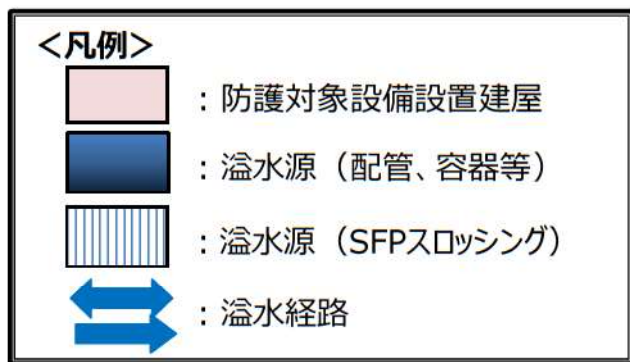 <凡例>
：防護対象設備設置建屋
：溢水源（配管、容器等）
：溢水源（SFPスロッシング）
：溢水経路